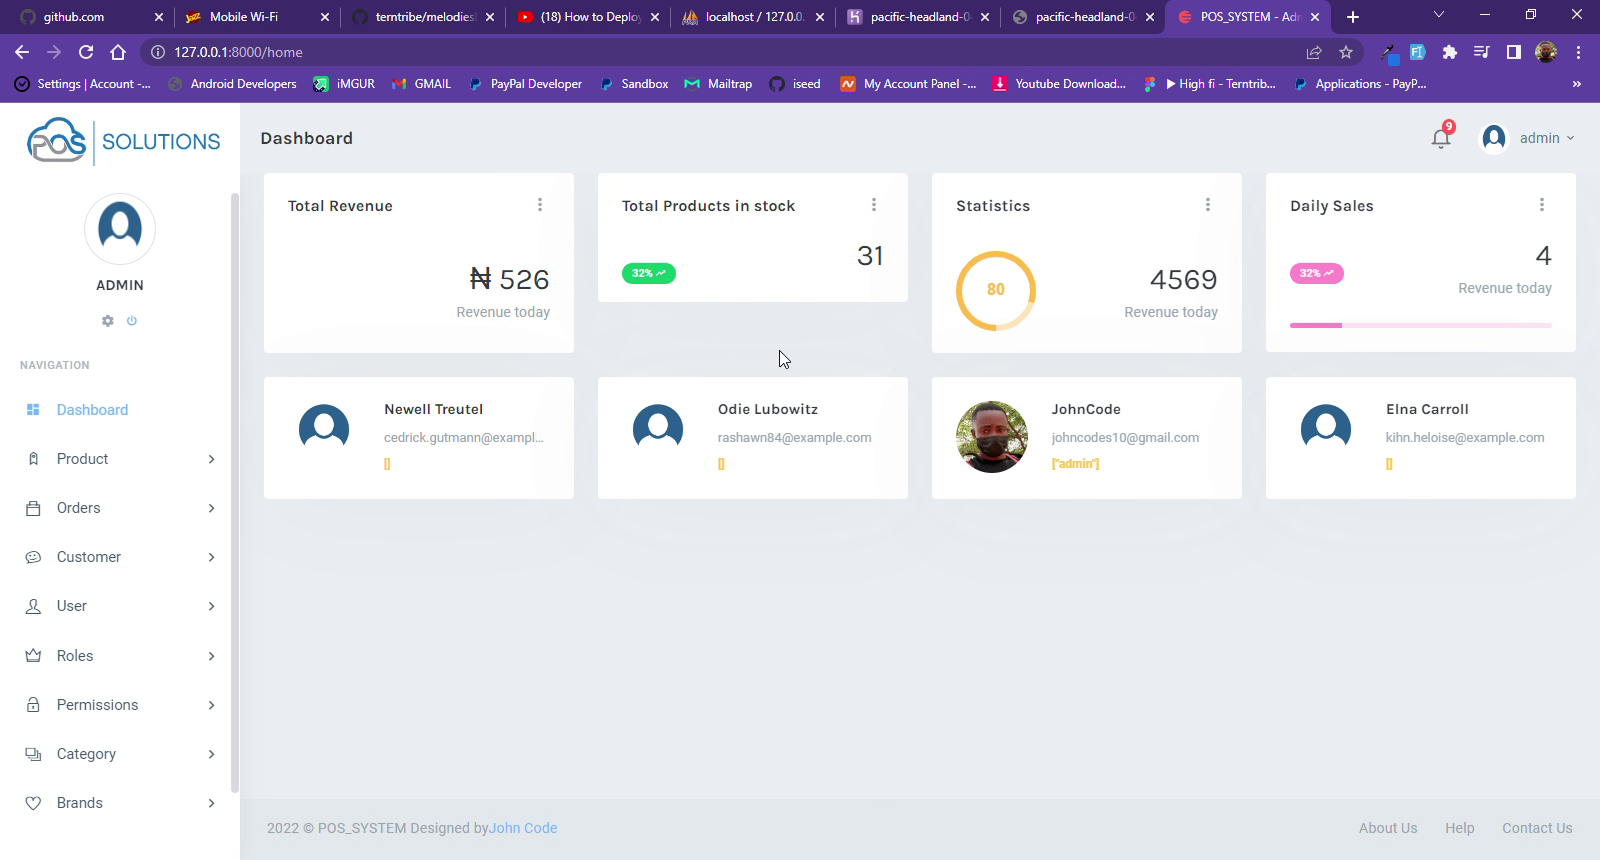 github.com
Mobile Wi-Fi
terntribe/melodies
(18) How to Deploy
localhost / 127.0.0.
pacific-headland-0
pacific-headland-0
POS_SYSTEM - Adm
127.0.0.1:8000/home
Settings | Account -...
Android Developers
iMGUR
GMAIL
PayPal Developer
Sandbox
Mailtrap
iseed
My Account Panel -...
Youtube Download...
▶ High fi - Terntrib...
Applications - PayP...
»
POS SOLUTIONS
Dashboard
9
admin
ADMIN
NAVIGATION
Dashboard
Product
Orders
Customer
User
Roles
Permissions
Category
Brands
Total Revenue
₦ 526
Revenue today
Total Products in stock
31
32%
Statistics
80
4569
Revenue today
Daily Sales
4
32%
Revenue today
Newell Treutel
cedrick.gutmann@exampl...
[]
Odie Lubowitz
rashawn84@example.com
[]
JohnCode
johncodes10@gmail.com
["admin"]
Elna Carroll
kihn.heloise@example.com
[]
2022 © POS_SYSTEM Designed byJohn Code
About Us
Help
Contact Us